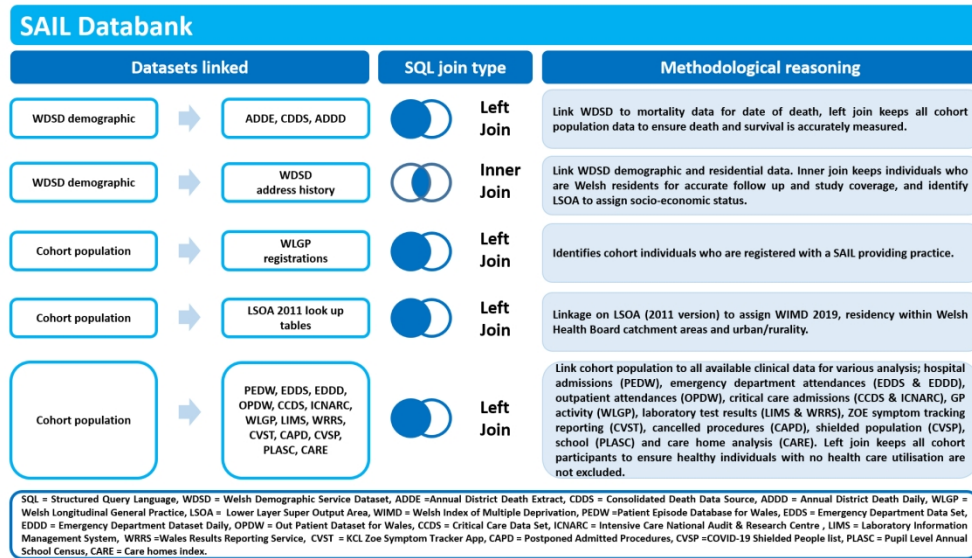 SAIL Databank
Datasets linked
SQL join type
Methodological reasoning
WDSD demographic
ADDE, CDDS, ADDD
Left
Join
Link WDSD to mortality data for date of death, left join keeps all cohort
population data to ensure death and survival is accurately measured.
WDSD demographic
WDSD
address history
Inner
Join
Link WDSD demographic and residential data. Inner join keeps individuals who
are Welsh residents for accurate follow up and study coverage, and identify
LSOA to assign socio-economic status.
Cohort population
WLGP
registrations
Left
Join
Identifies cohort individuals who are registered with a SAIL providing practice.
Cohort population
LSOA 2011 look up
tables
Left
Join
Linkage on LSOA (2011 version) to assign WIMD 2019, residency within Welsh
Health Board catchment areas and urban/rurality.
Cohort population
PEDW, EDDS, EDDD,
OPDW, CCDS, ICNARC,
WLGP, LIMS, WRRS,
CVST, CAPD, CVSP,
PLASC, CARE
Left
Join
Link cohort population to all available clinical data for various analysis; hospital
admissions (PEDW), emergency department attendances (EDDS & EDDD),
outpatient attendances (OPDW), critical care admissions (CCDS & ICNARC), GP
activity (WLGP), laboratory test results (LIMS & WRRS), ZOE symptom tracking
reporting (CVST), cancelled procedures (CAPD), shielded population (CVSP),
school (PLASC) and care home analysis (CARE). Left join keeps all cohort
participants to ensure healthy individuals with no health care utilisation are
not excluded.
SQL = Structured Query Language, WDSD = Welsh Demographic Service Dataset, ADDE =Annual District Death Extract, CDDS = Consolidated Death Data Source, ADDD = Annual District Death Daily, WLGP =
Welsh Longitudinal General Practice, LSOA = Lower Layer Super Output Area, WIMD = Welsh Index of Multiple Deprivation, PEDW =Patient Episode Database for Wales, EDDS = Emergency Department Data Set,
EDDD = Emergency Department Dataset Daily, OPDW = Out Patient Dataset for Wales, CCDS = Critical Care Data Set, ICNARC = Intensive Care National Audit & Research Centre , LIMS = Laboratory Information
Management System, WRRS =Wales Results Reporting Service, CVST = KCL Zoe Symptom Tracker App, CAPD = Postponed Admitted Procedures, CVSP =COVID-19 Shielded People list, PLASC = Pupil Level Annual
School Census, CARE = Care homes index.